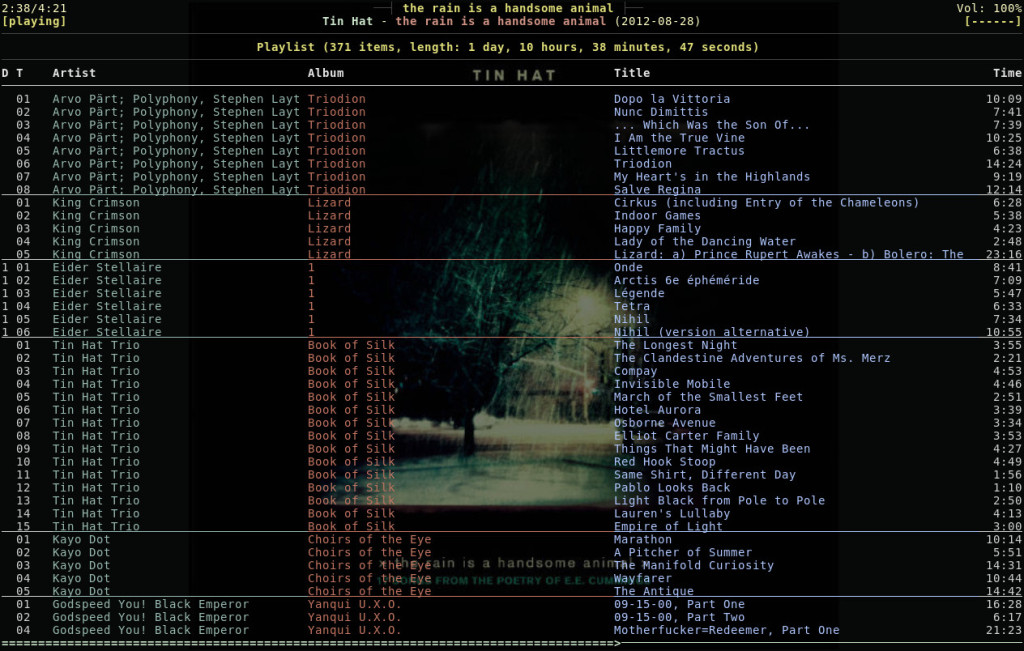 2:38/4:21 ──┤ the rain is a handsome animal ├── Vol: 100%
[playing] Tin Hat - the rain is a handsome animal (2012-08-28) [------]
Playlist (371 items, length: 1 day, 10 hours, 38 minutes, 47 seconds)
D T Artist Album Title Time
TIN HAT
01 Arvo Pärt; Polyphony, Stephen Layt Triodion Dopo la Vittoria 10:09
02 Arvo Pärt; Polyphony, Stephen Layt Triodion Nunc Dimittis 7:41
03 Arvo Pärt; Polyphony, Stephen Layt Triodion ... Which Was the Son Of... 7:39
04 Arvo Pärt; Polyphony, Stephen Layt Triodion I Am the True Vine 10:25
05 Arvo Pärt; Polyphony, Stephen Layt Triodion Littlemore Tractus 6:38
06 Arvo Pärt; Polyphony, Stephen Layt Triodion Triodion 14:24
07 Arvo Pärt; Polyphony, Stephen Layt Triodion My Heart's in the Highlands 9:19
08 Arvo Pärt; Polyphony, Stephen Layt Triodion Salve Regina 12:14
01 King Crimson Lizard Cirkus (including Entry of the Chameleons) 6:28
02 King Crimson Lizard Indoor Games 5:38
03 King Crimson Lizard Happy Family 4:23
04 King Crimson Lizard Lady of the Dancing Water 2:48
05 King Crimson Lizard Lizard: a) Prince Rupert Awakes - b) Bolero: The 23:16
1 01 Eider Stellaire 1 Onde 8:41
1 02 Eider Stellaire 1 Arctis 6e éphéméride 7:09
1 03 Eider Stellaire 1 Légende 5:47
1 04 Eider Stellaire 1 Tetra 6:33
1 05 Eider Stellaire 1 Nihil 7:34
1 06 Eider Stellaire 1 Nihil (version alternative) 10:55
01 Tin Hat Trio Book of Silk The Longest Night 3:55
02 Tin Hat Trio Book of Silk The Clandestine Adventures of Ms. Merz 2:21
03 Tin Hat Trio Book of Silk Compay 4:53
04 Tin Hat Trio Book of Silk Invisible Mobile 4:46
05 Tin Hat Trio Book of Silk March of the Smallest Feet 2:51
06 Tin Hat Trio Book of Silk Hotel Aurora 3:39
07 Tin Hat Trio Book of Silk Osborne Avenue 3:34
08 Tin Hat Trio Book of Silk Elliot Carter Family 3:53
09 Tin Hat Trio Book of Silk Things That Might Have Been 4:27
10 Tin Hat Trio Book of Silk Red Hook Stoop 4:49
11 Tin Hat Trio Book of Silk Same Shirt, Different Day 1:56
12 Tin Hat Trio Book of Silk Pablo Looks Back 1:10
13 Tin Hat Trio Book of Silk Light Black from Pole to Pole 2:50
14 Tin Hat Trio Book of Silk Lauren's Lullaby 4:13
15 Tin Hat Trio Book of Silk Empire of Light 3:00
01 Kayo Dot Choirs of the Eye Marathon 10:14
02 Kayo Dot Choirs of the Eye A Pitcher of Summer 5:51
03 Kayo Dot Choirs of the Eye The Manifold Curiosity 14:31
04 Kayo Dot Choirs of the Eye Wayfarer 10:44
05 Kayo Dot Choirs of the Eye The Antique 14:42
the rain is a handsome animal
FROM THE POETRY OF E.E.
01 Godspeed You! Black Emperor Yanqui U.X.O. 09-15-00, Part One 16:28
02 Godspeed You! Black Emperor Yanqui U.X.O. 09-15-00, Part Two 6:17
04 Godspeed You! Black Emperor Yanqui U.X.O. Motherfucker=Redeemer, Part One 21:23